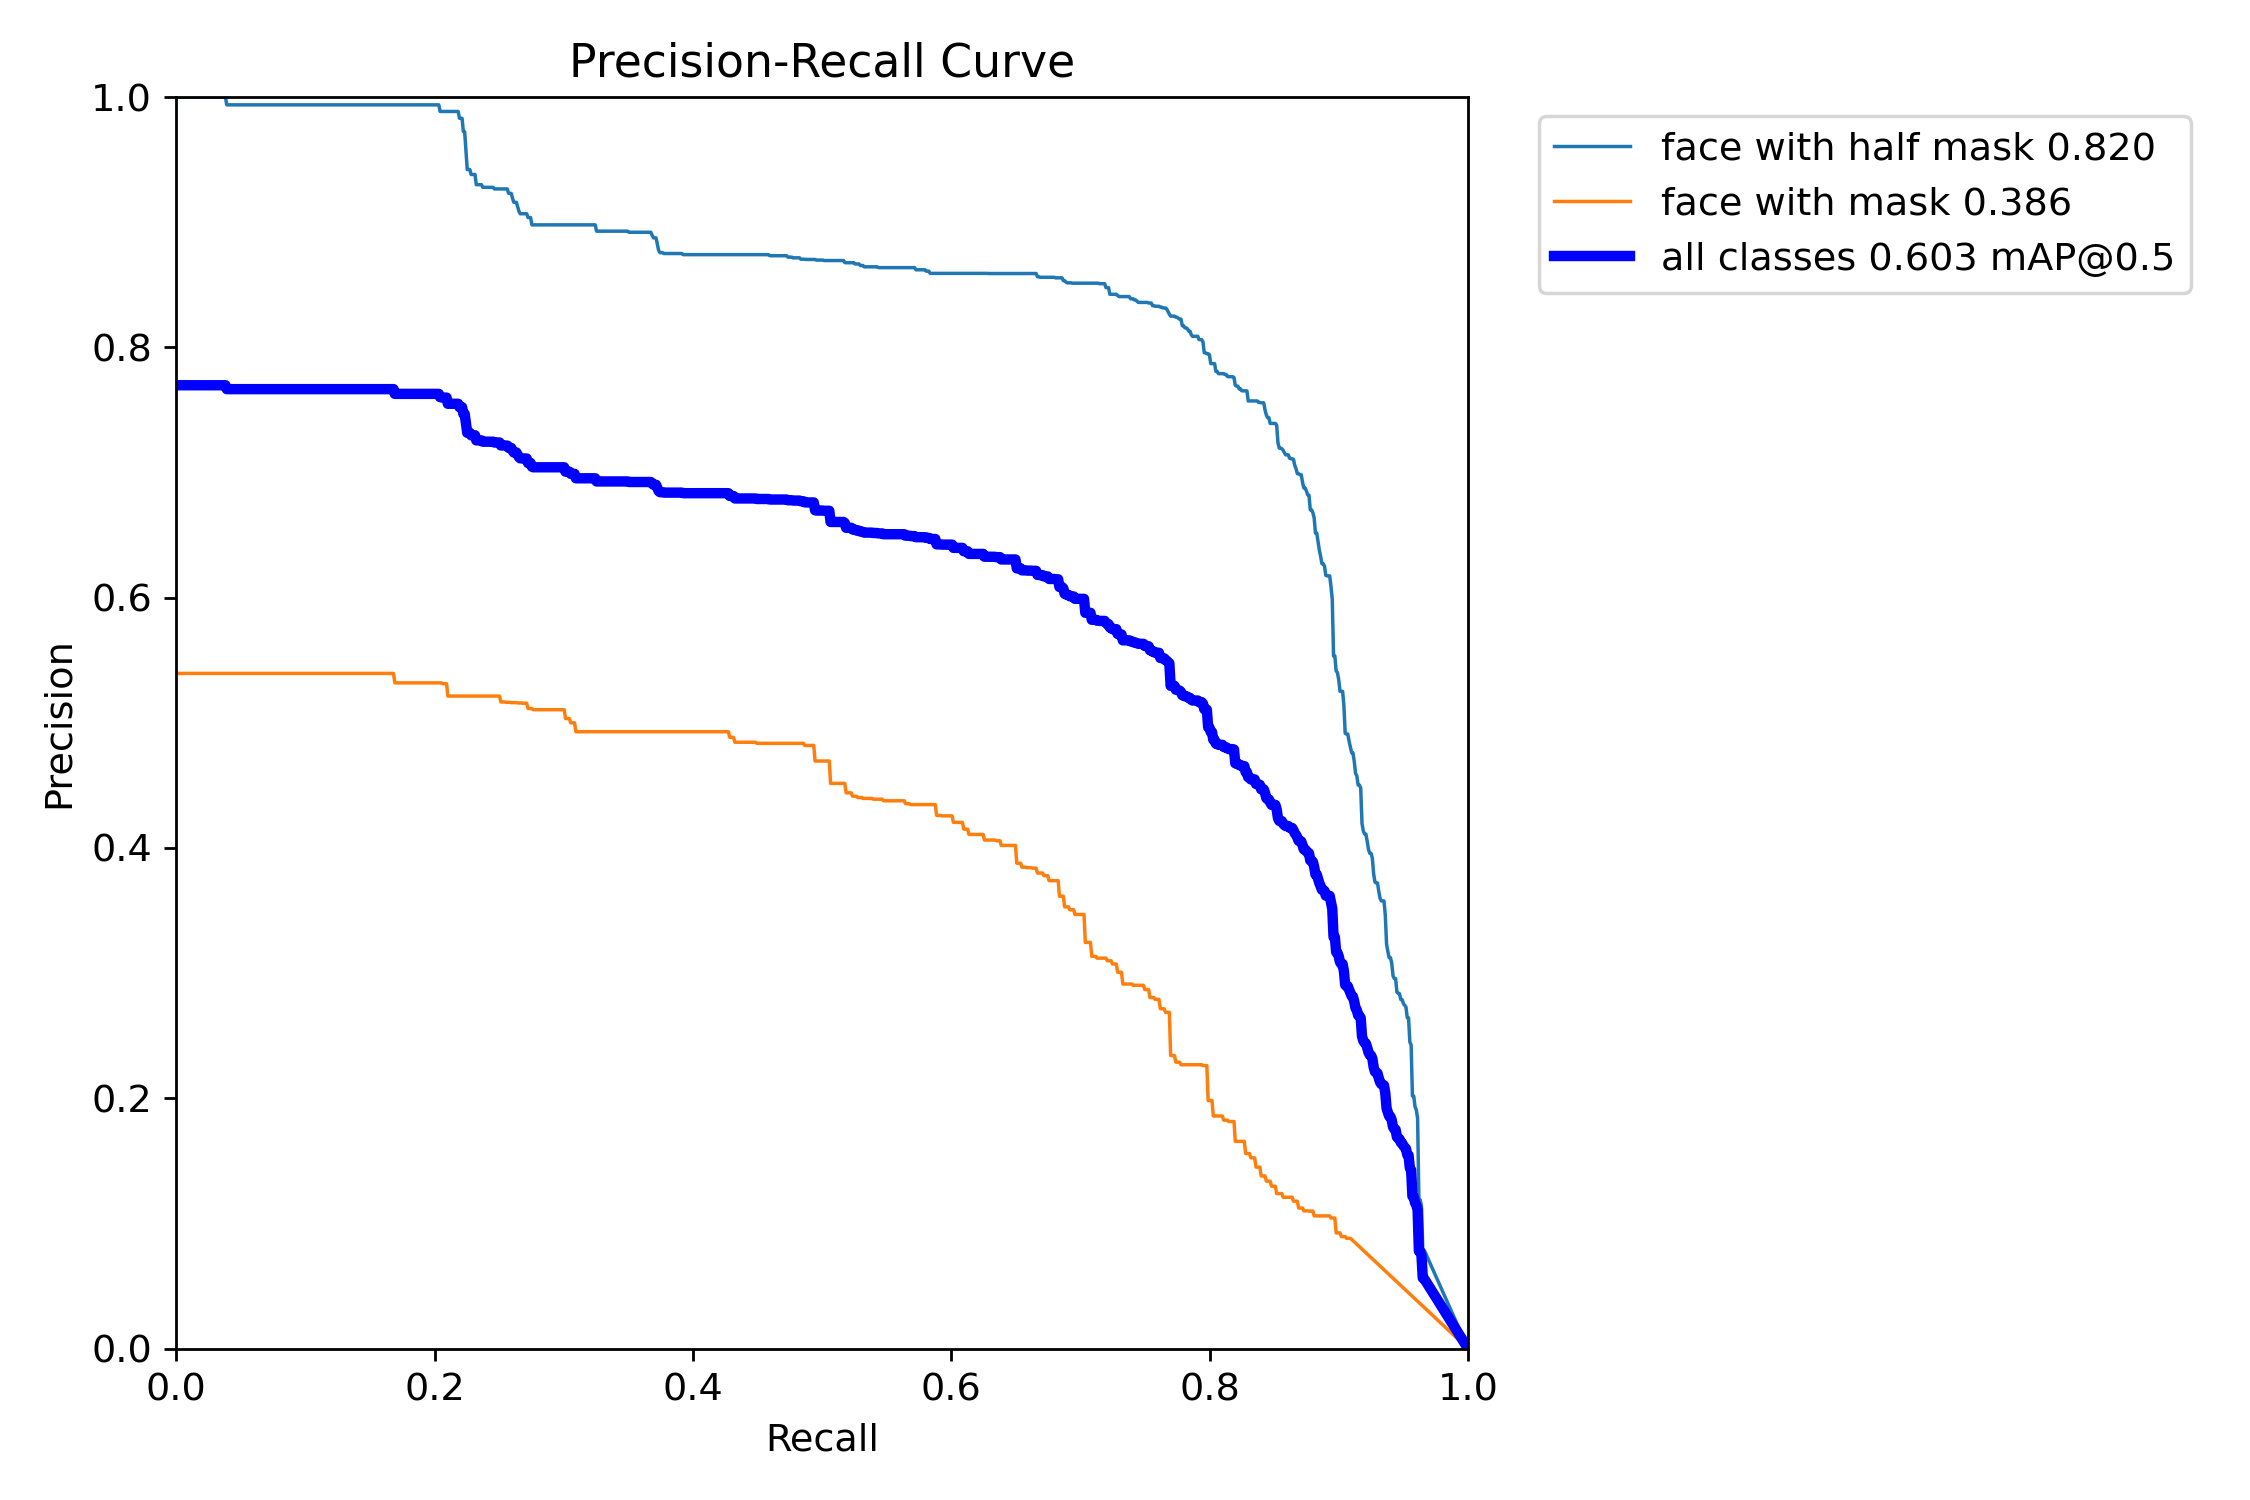 Precision-Recall Curve
1.0
0.8
0.6
0.4
0.2
0.0
Precision
0.0 0.2 0.4 0.6 0.8 1.0
Recall
face with half mask 0.820
face with mask 0.386
all classes 0.603 mAP@0.5